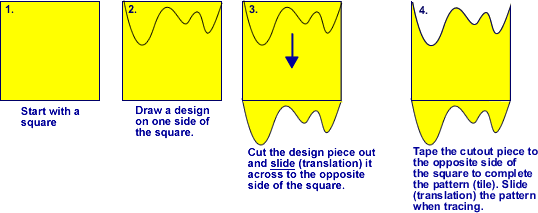 1.
Start with a
square
2.
Draw a design
on one side of
the square.
3.
Cut the design piece out
and slide (translation) it
across to the opposite
side of the square.
4.
Tape the cutout piece to
the opposite side of
the square to complete
the pattern (tile). Slide
(translation) the pattern
when tracing.